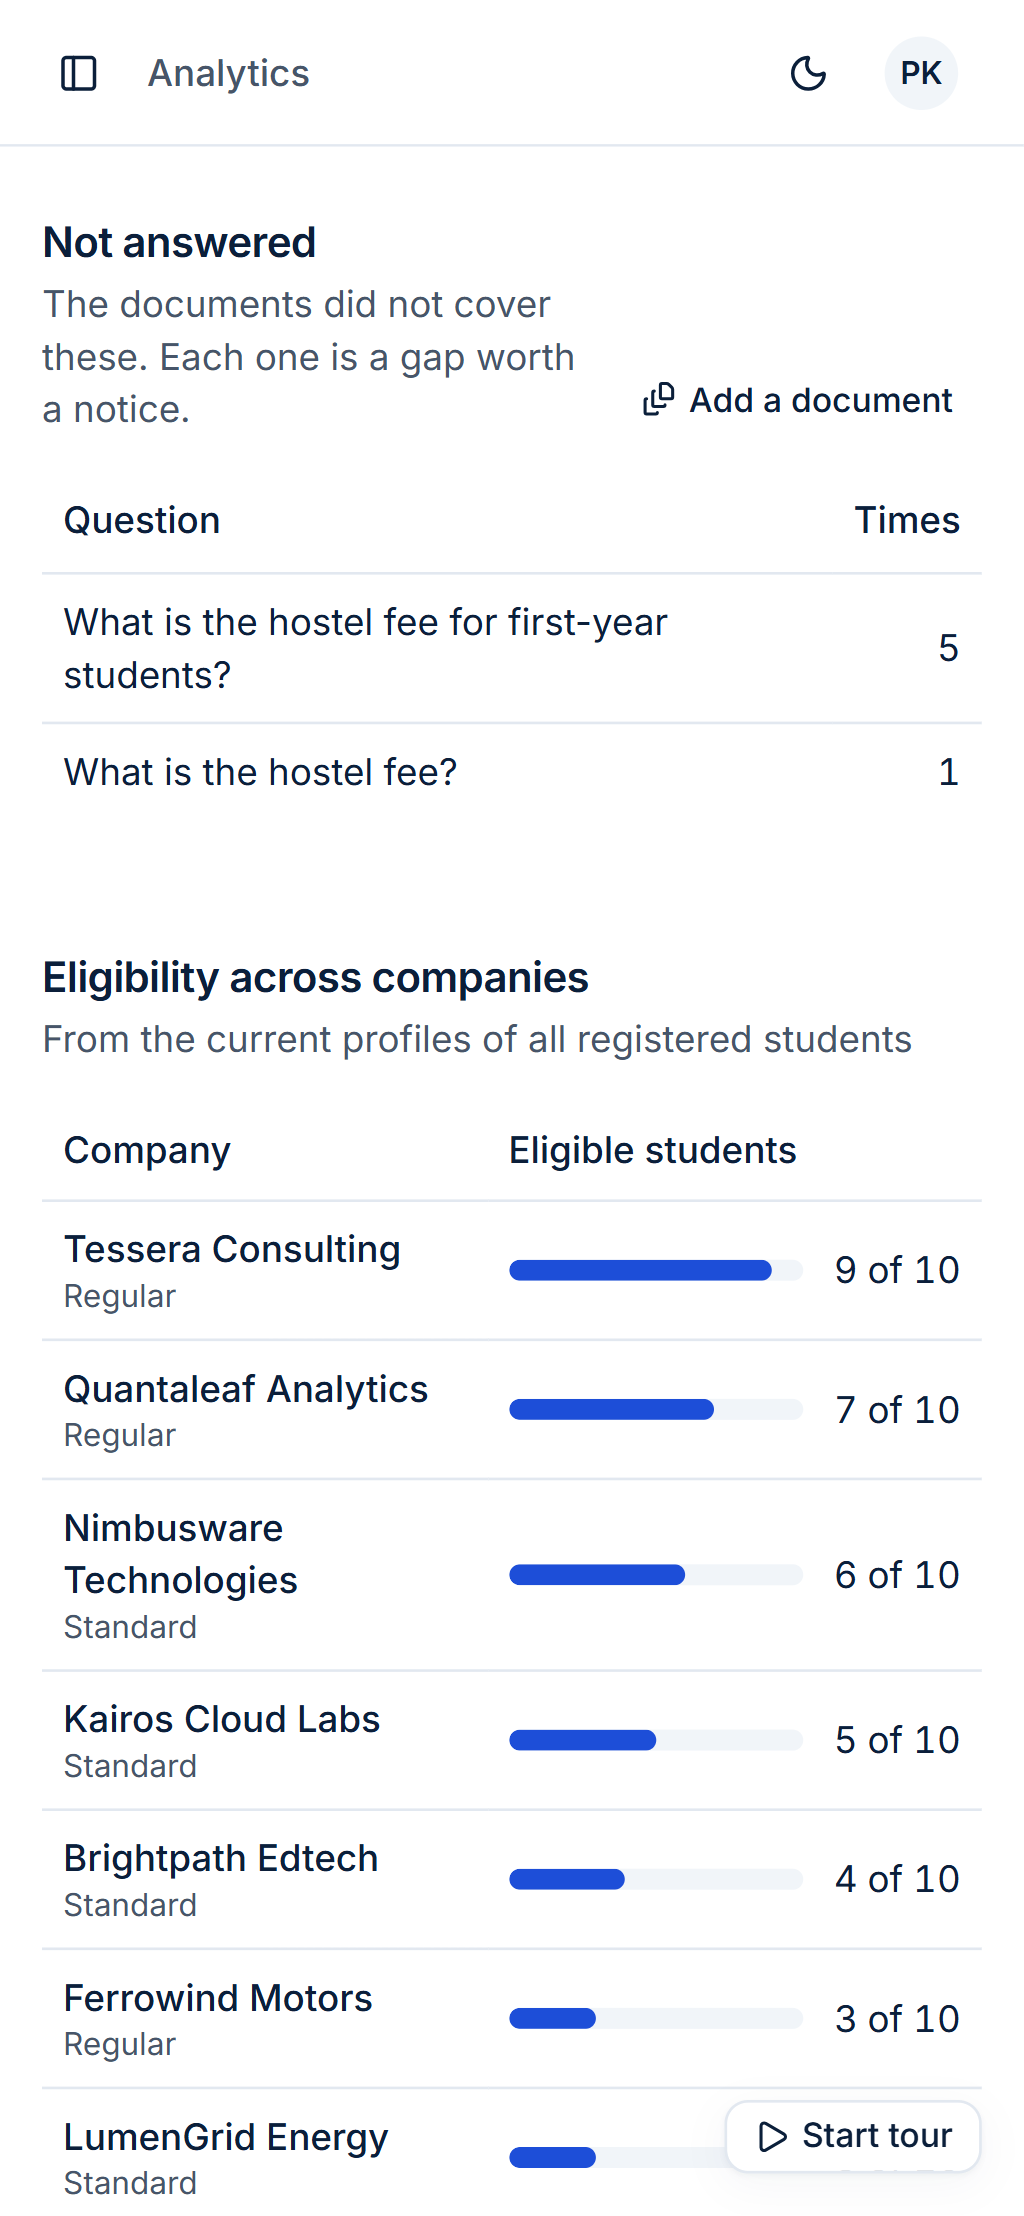 Analytics
PK
Not answered
The documents did not cover
these. Each one is a gap worth
a notice.
Add a document
Question Times
What is the hostel fee for first-year
students?
5
What is the hostel fee? 1
Eligibility across companies
From the current profiles of all registered students
Company Eligible students
Tessera Consulting
Regular
9 of 10
Quantaleaf Analytics
Regular
7 of 10
Nimbusware
Technologies
Standard
6 of 10
Kairos Cloud Labs
Standard
5 of 10
Brightpath Edtech
Standard
4 of 10
Ferrowind Motors
Regular
3 of 10
LumenGrid Energy
Standard
Start tour